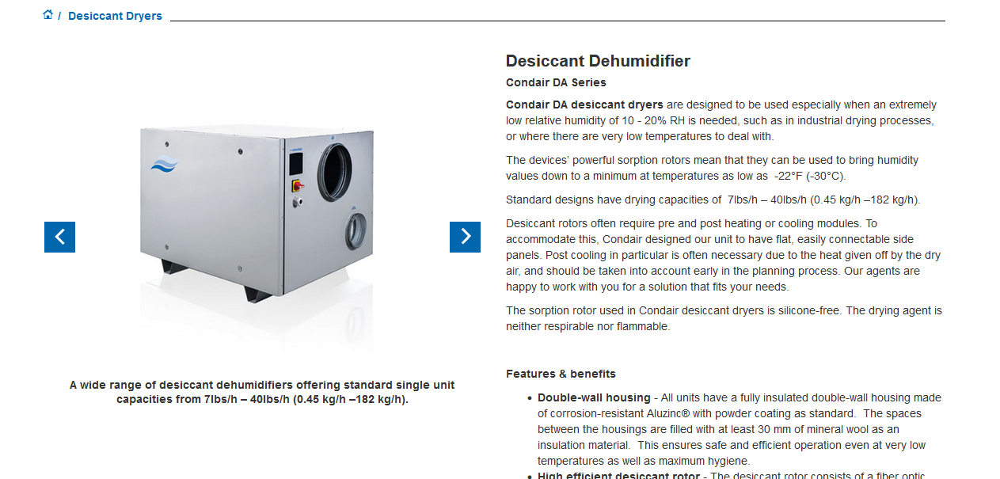 / Desiccant Dryers
Desiccant Dehumidifier
Condair DA Series
Condair DA desiccant dryers are designed to be used especially when an extremely
low relative humidity of 10 - 20% RH is needed, such as in industrial drying processes,
or where there are very low temperatures to deal with.
The devices’ powerful sorption rotors mean that they can be used to bring humidity
values down to a minimum at temperatures as low as  -22°F (-30°C).
Standard designs have drying capacities of  7lbs/h – 40lbs/h (0.45 kg/h –182 kg/h).
Desiccant rotors often require pre and post heating or cooling modules. To
accommodate this, Condair designed our unit to have flat, easily connectable side
panels. Post cooling in particular is often necessary due to the heat given off by the dry
air, and should be taken into account early in the planning process. Our agents are
happy to work with you for a solution that fits your needs.
The sorption rotor used in Condair desiccant dryers is silicone-free. The drying agent is
neither respirable nor flammable.
A wide range of desiccant dehumidifiers offering standard single unit
capacities from 7lbs/h – 40lbs/h (0.45 kg/h –182 kg/h).
Features & benefits
• Double-wall housing - All units have a fully insulated double-wall housing made
of corrosion-resistant Aluzinc® with powder coating as standard.  The spaces
between the housings are filled with at least 30 mm of mineral wool as an
insulation material.  This ensures safe and efficient operation even at very low
temperatures as well as maximum hygiene.
• High efficient desiccant rotor - The desiccant rotor consists of a fiber optic